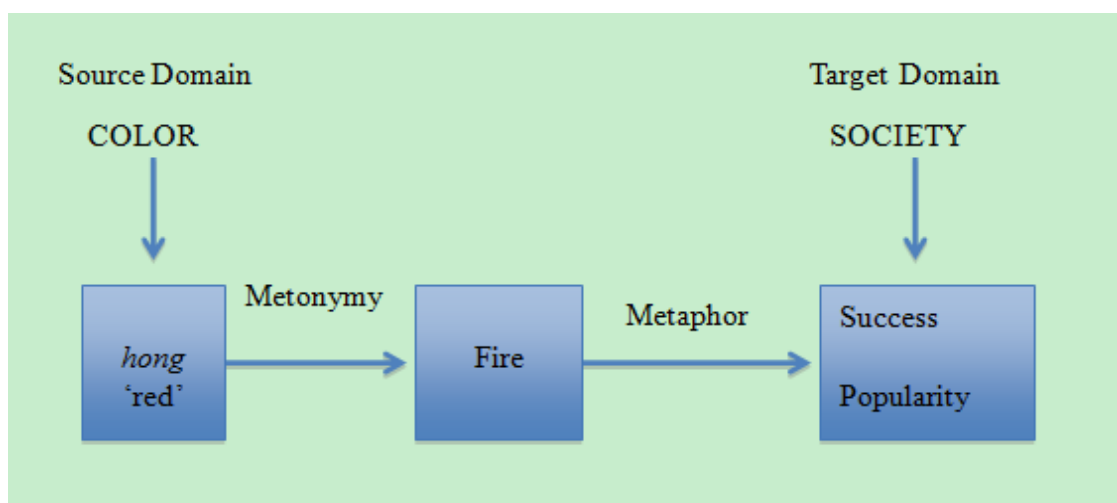 Source Domain
COLOR
Target Domain
SOCIETY
hong
‘red’
Metonymy
Fire
Metaphor
Success
Popularity